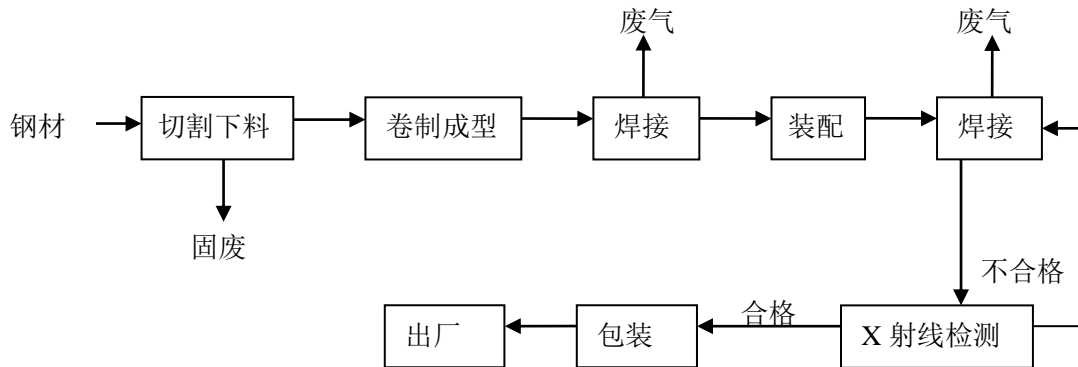 废气
废气
钢材
切割下料
卷制成型
焊接
装配
焊接
固废
不合格
合格
出厂
包装
X 射线检测